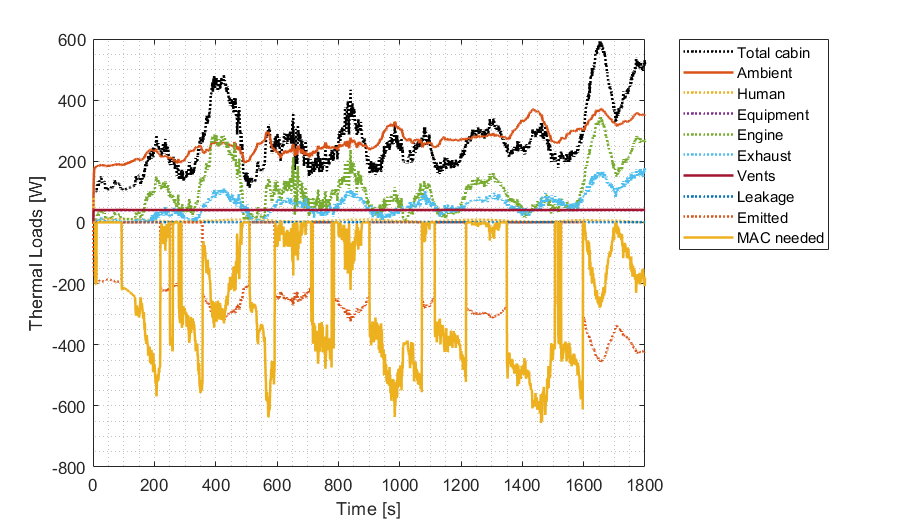 600
400
200
0
-200
-400
-600
-800
0 200 400 600 800 1000 1200 1400 1600 1800
Time [s]
Thermal Loads [W]
Total cabin
Ambient
Human
Equipment
Engine
Exhaust
Vents
Leakage
Emitted
MAC needed